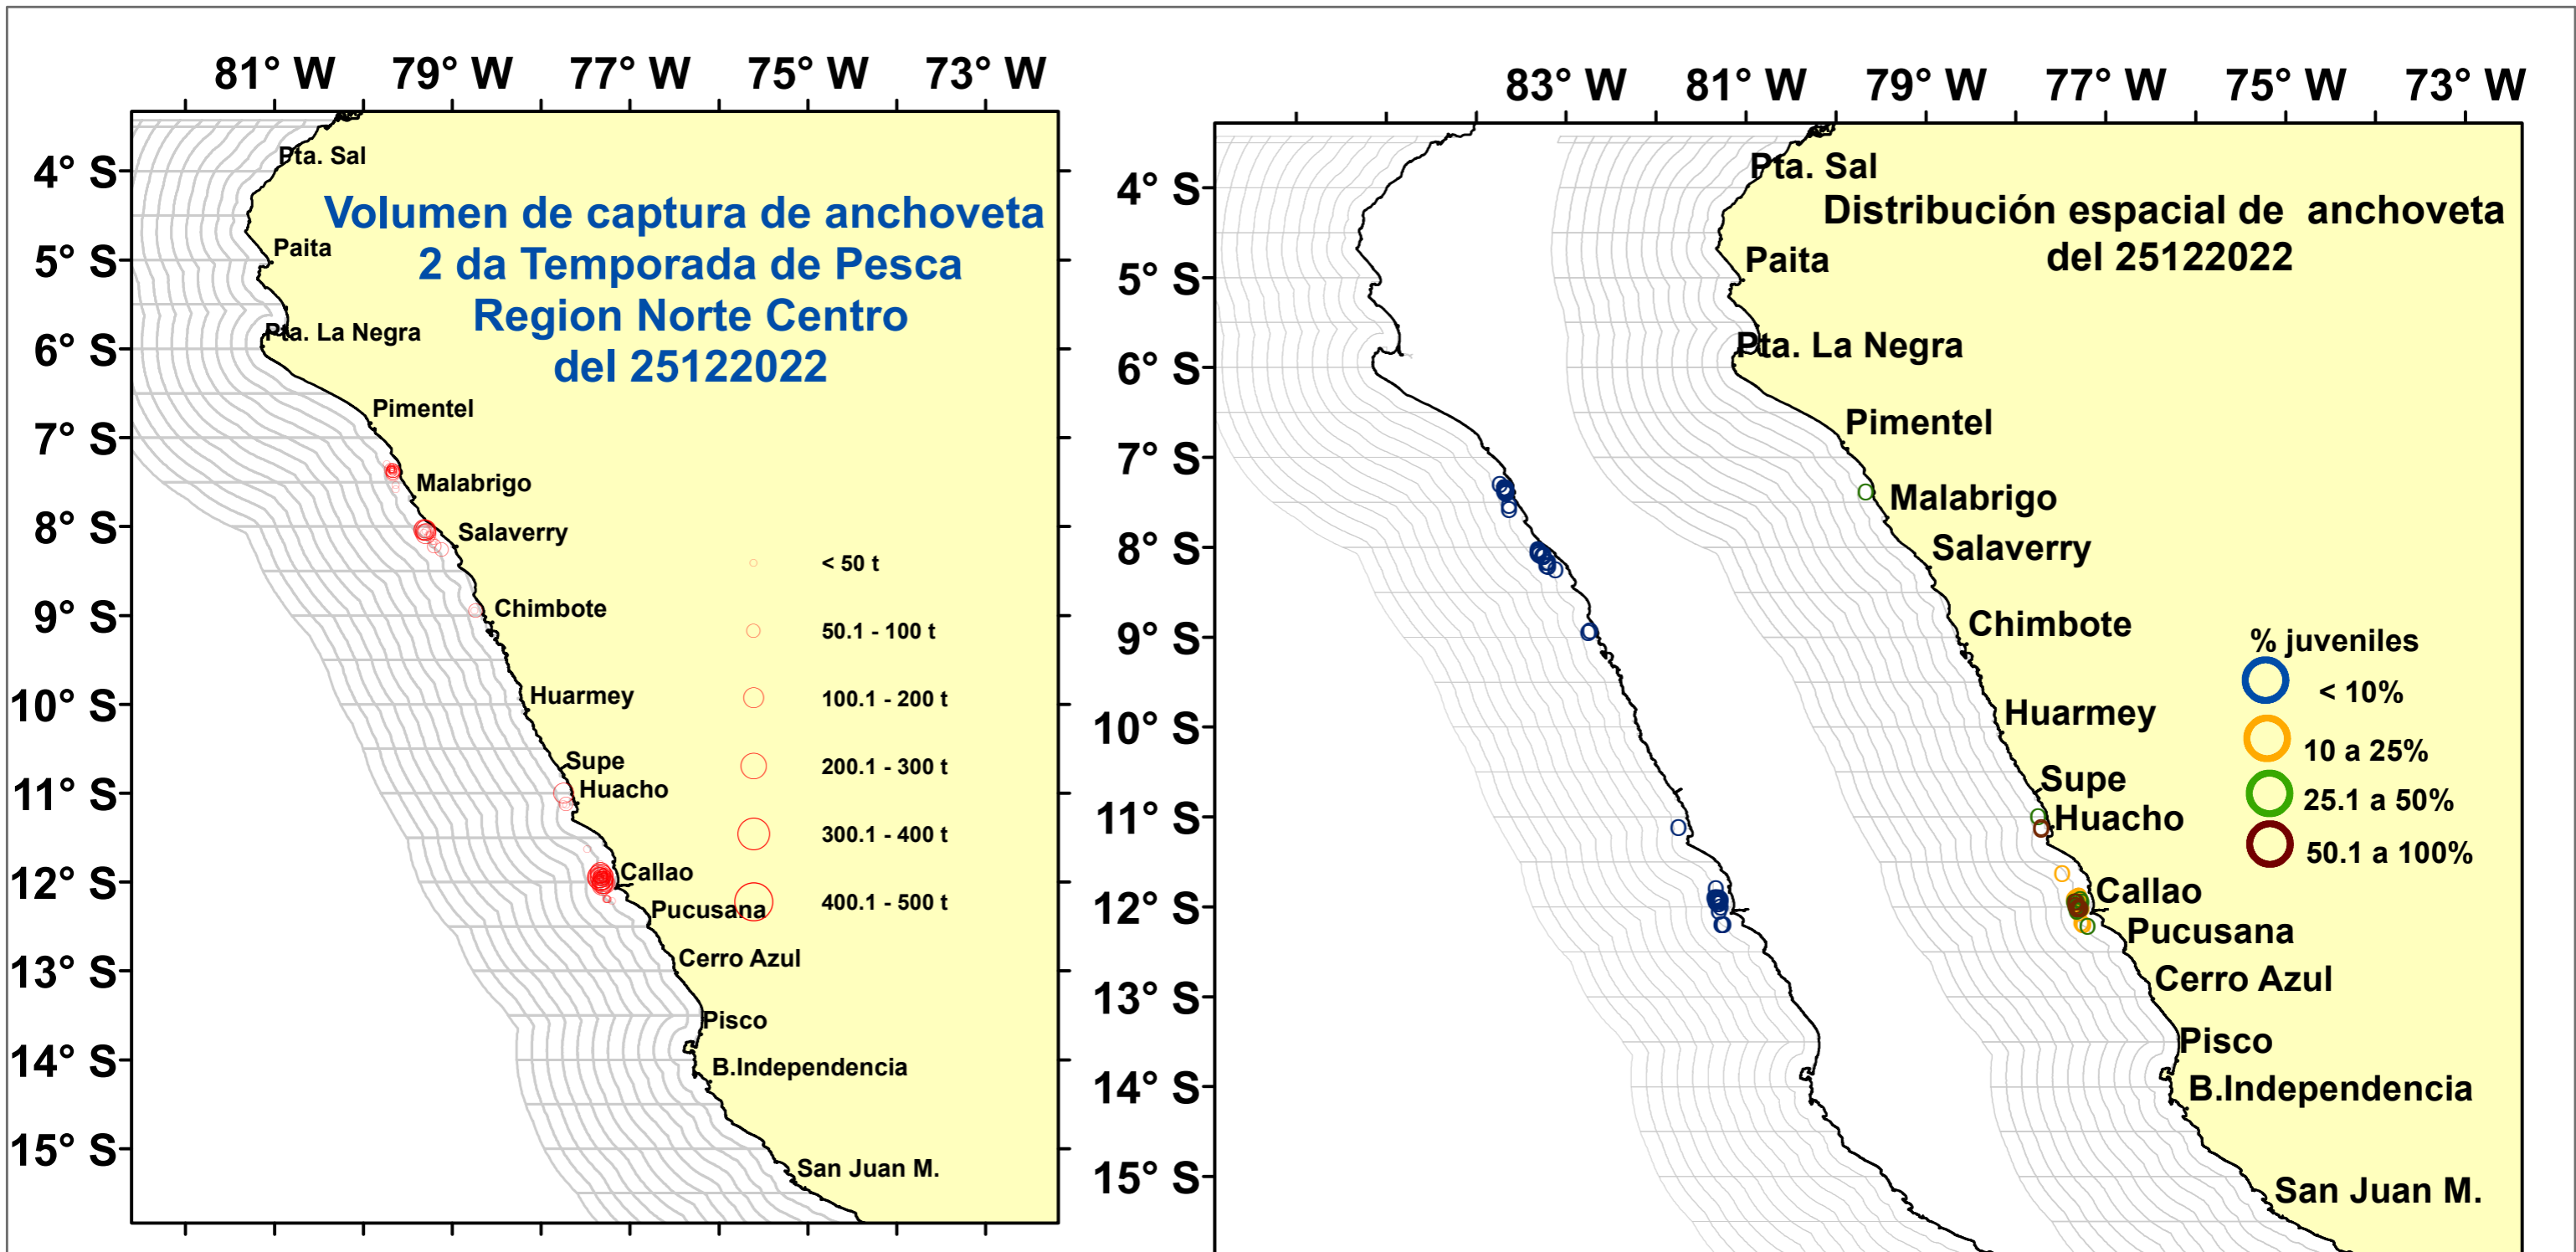 81° W 79° W 77° W 75° W 73° W
4° S
5° S
6° S
7° S
8° S
9° S
10° S
11° S
12° S
13° S
14° S
15° S
Volumen de captura de anchoveta
2 da Temporada de Pesca
Region Norte Centro
del 25122022
Pta. Sal
Paita
Pta. La Negra
Pimentel
Malabrigo
Salaverry
Chimbote
Huarmey
Supe
Huacho
Callao
Pucusana
Cerro Azul
Pisco
B.Independencia
San Juan M.
< 50 t
50.1 - 100 t
100.1 - 200 t
200.1 - 300 t
300.1 - 400 t
400.1 - 500 t
83° W 81° W 79° W 77° W 75° W 73° W
4° S
5° S
6° S
7° S
8° S
9° S
10° S
11° S
12° S
13° S
14° S
15° S
Distribución espacial de anchoveta
del 25122022
Pta. Sal
Paita
Pta. La Negra
Pimentel
Malabrigo
Salaverry
Chimbote
Huarmey
Supe
Huacho
Callao
Pucusana
Cerro Azul
Pisco
B.Independencia
San Juan M.
% juveniles
< 10%
10 a 25%
25.1 a 50%
50.1 a 100%